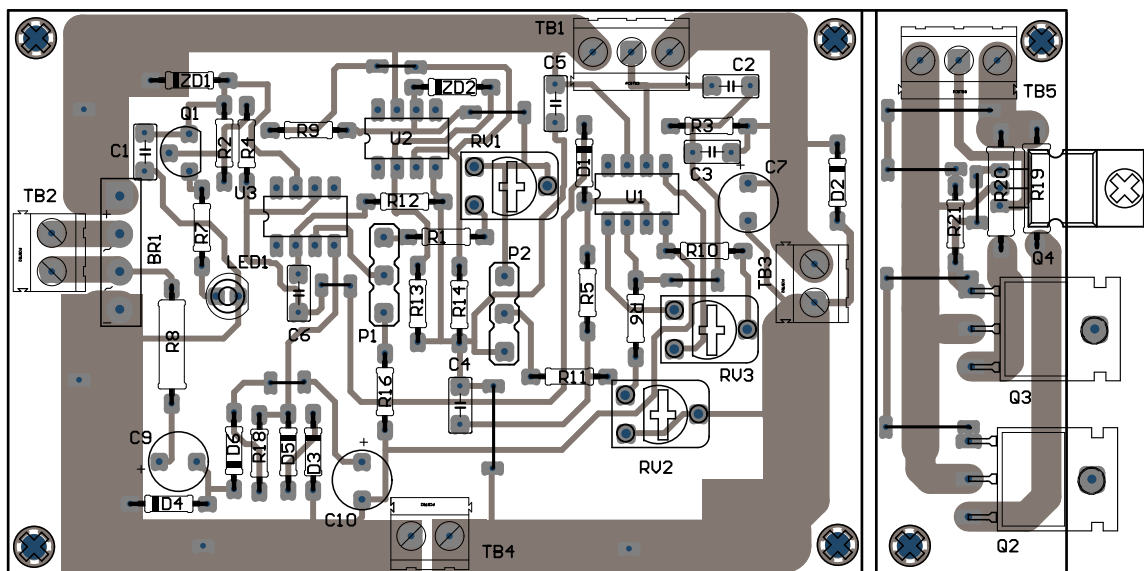 TB1
C5
C2
ZD1
ZD2
TB5
Q1
R9
U2
RV1
R3
C1
R2
R4
D1
C3
C7
D2
R20
R19
TB2
U3
U1
R12
R21
R7
R1
R10
BR1
P2
TB3
Q4
LED1
R13
R14
R5
R6
C6
R8
P1
C4
RV3
R16
R11
Q3
C9
D6
R18
D5
D3
RV2
D4
C10
TB4
Q2